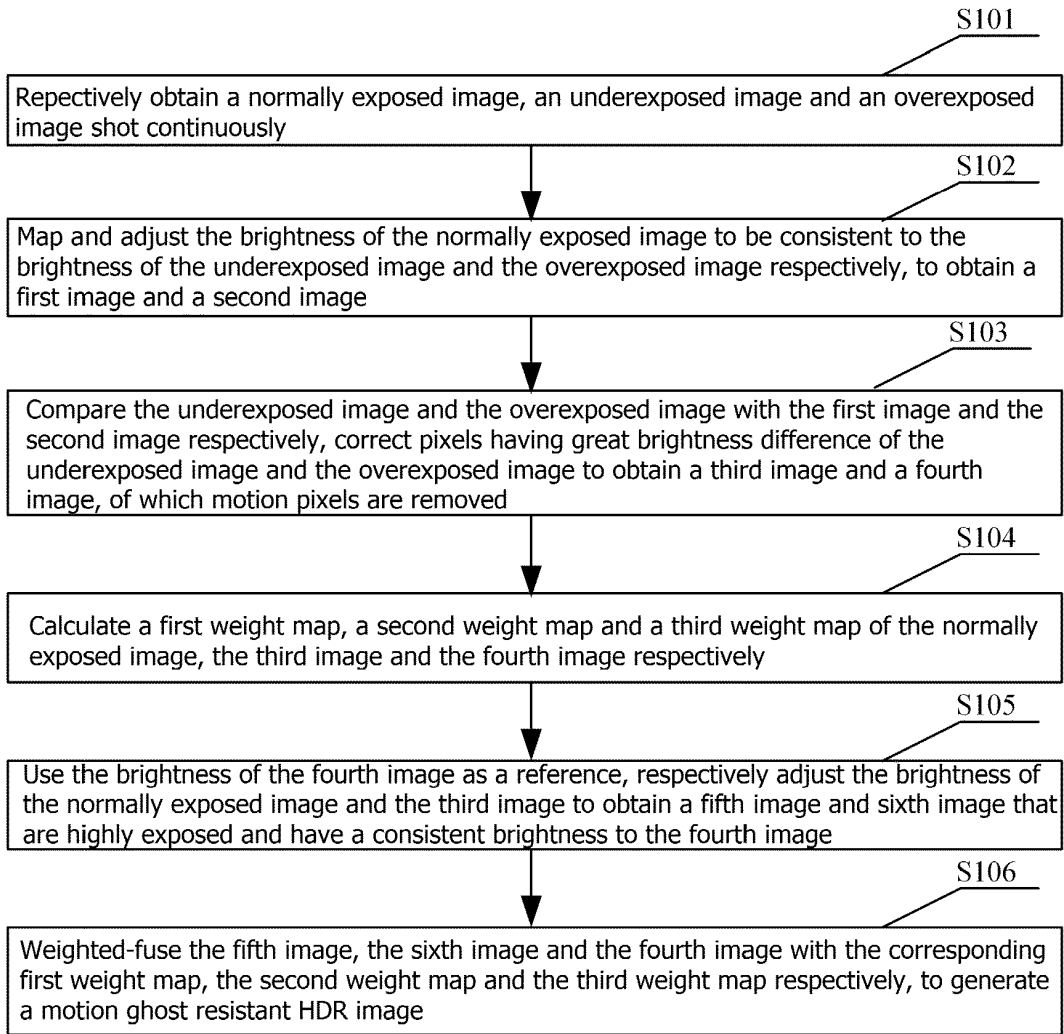 S101
Repectively obtain a normally exposed image, an underexposed image and an overexposed
image shot continuously
S102
Map and adjust the brightness of the normally exposed image to be consistent to the
brightness of the underexposed image and the overexposed image respectively, to obtain a
first image and a second image
S103
Compare the underexposed image and the overexposed image with the first image and the
second image respectively, correct pixels having great brightness difference of the
underexposed image and the overexposed image to obtain a third image and a fourth
image, of which motion pixels are removed
S104
Calculate a first weight map, a second weight map and a third weight map of the normally
exposed image, the third image and the fourth image respectively
S105
Use the brightness of the fourth image as a reference, respectively adjust the brightness of
the normally exposed image and the third image to obtain a fifth image and sixth image that
are highly exposed and have a consistent brightness to the fourth image
S106
Weighted-fuse the fifth image, the sixth image and the fourth image with the corresponding
first weight map, the second weight map and the third weight map respectively, to generate
a motion ghost resistant HDR image